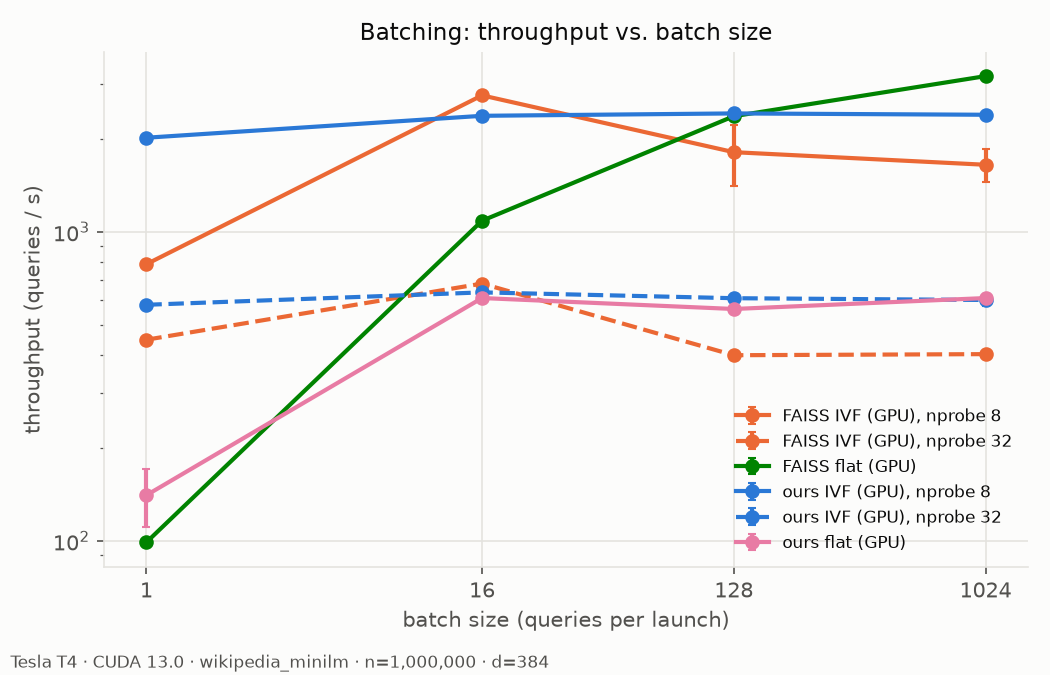 Batching: throughput vs. batch size
throughput (queries / s)
10³
10²
1
16
128
1024
batch size (queries per launch)
FAISS IVF (GPU), nprobe 8
FAISS IVF (GPU), nprobe 32
FAISS flat (GPU)
ours IVF (GPU), nprobe 8
ours IVF (GPU), nprobe 32
ours flat (GPU)
Tesla T4 · CUDA 13.0 · wikipedia_minilm · n=1,000,000 · d=384